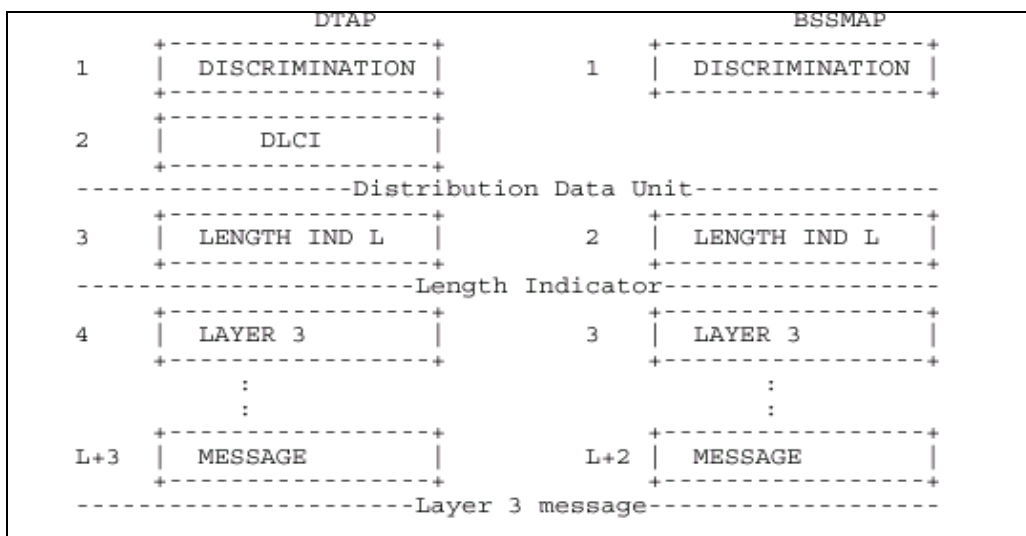 DTAP BSSMAP
1 | DISCRIMINATION | 1 | DISCRIMINATION |
2 | DLCI |
-------------------Distribution Data Unit-----------------
3 | LENGTH IND L | 2 | LENGTH IND L |
-----------------------Length Indicator-------------------
4 | LAYER 3 | 3 | LAYER 3 |
: :
: :
L+3 | MESSAGE | L+2 | MESSAGE |
-----------------------Layer 3 message--------------------